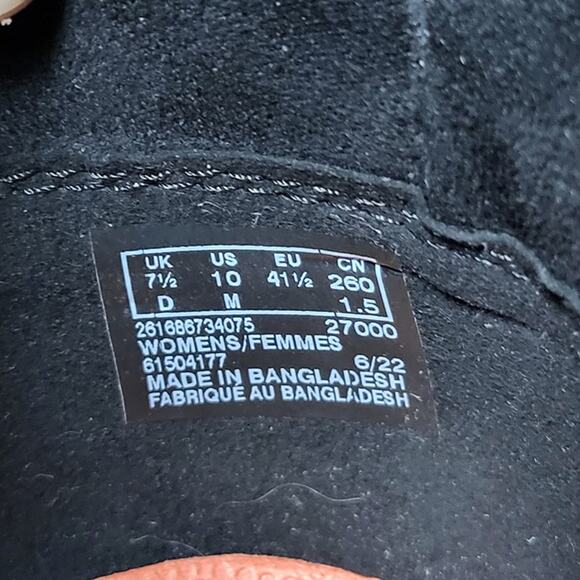 UK US EU CN
7½ 10 41½ 260
D M 1.5
261686734075 27000
WOMENS/FEMMES
61504177 6/22
MADE IN BANGLADESH
FABRIQUÉ AU BANGLADESH